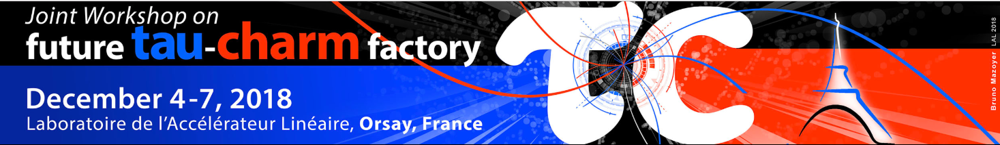 Joint Workshop on
future tau-charm factory
December 4-7, 2018
Laboratoire de l'Accélérateur Linéaire, Orsay, France
τc
Bruno Mazoyer LAL 2018